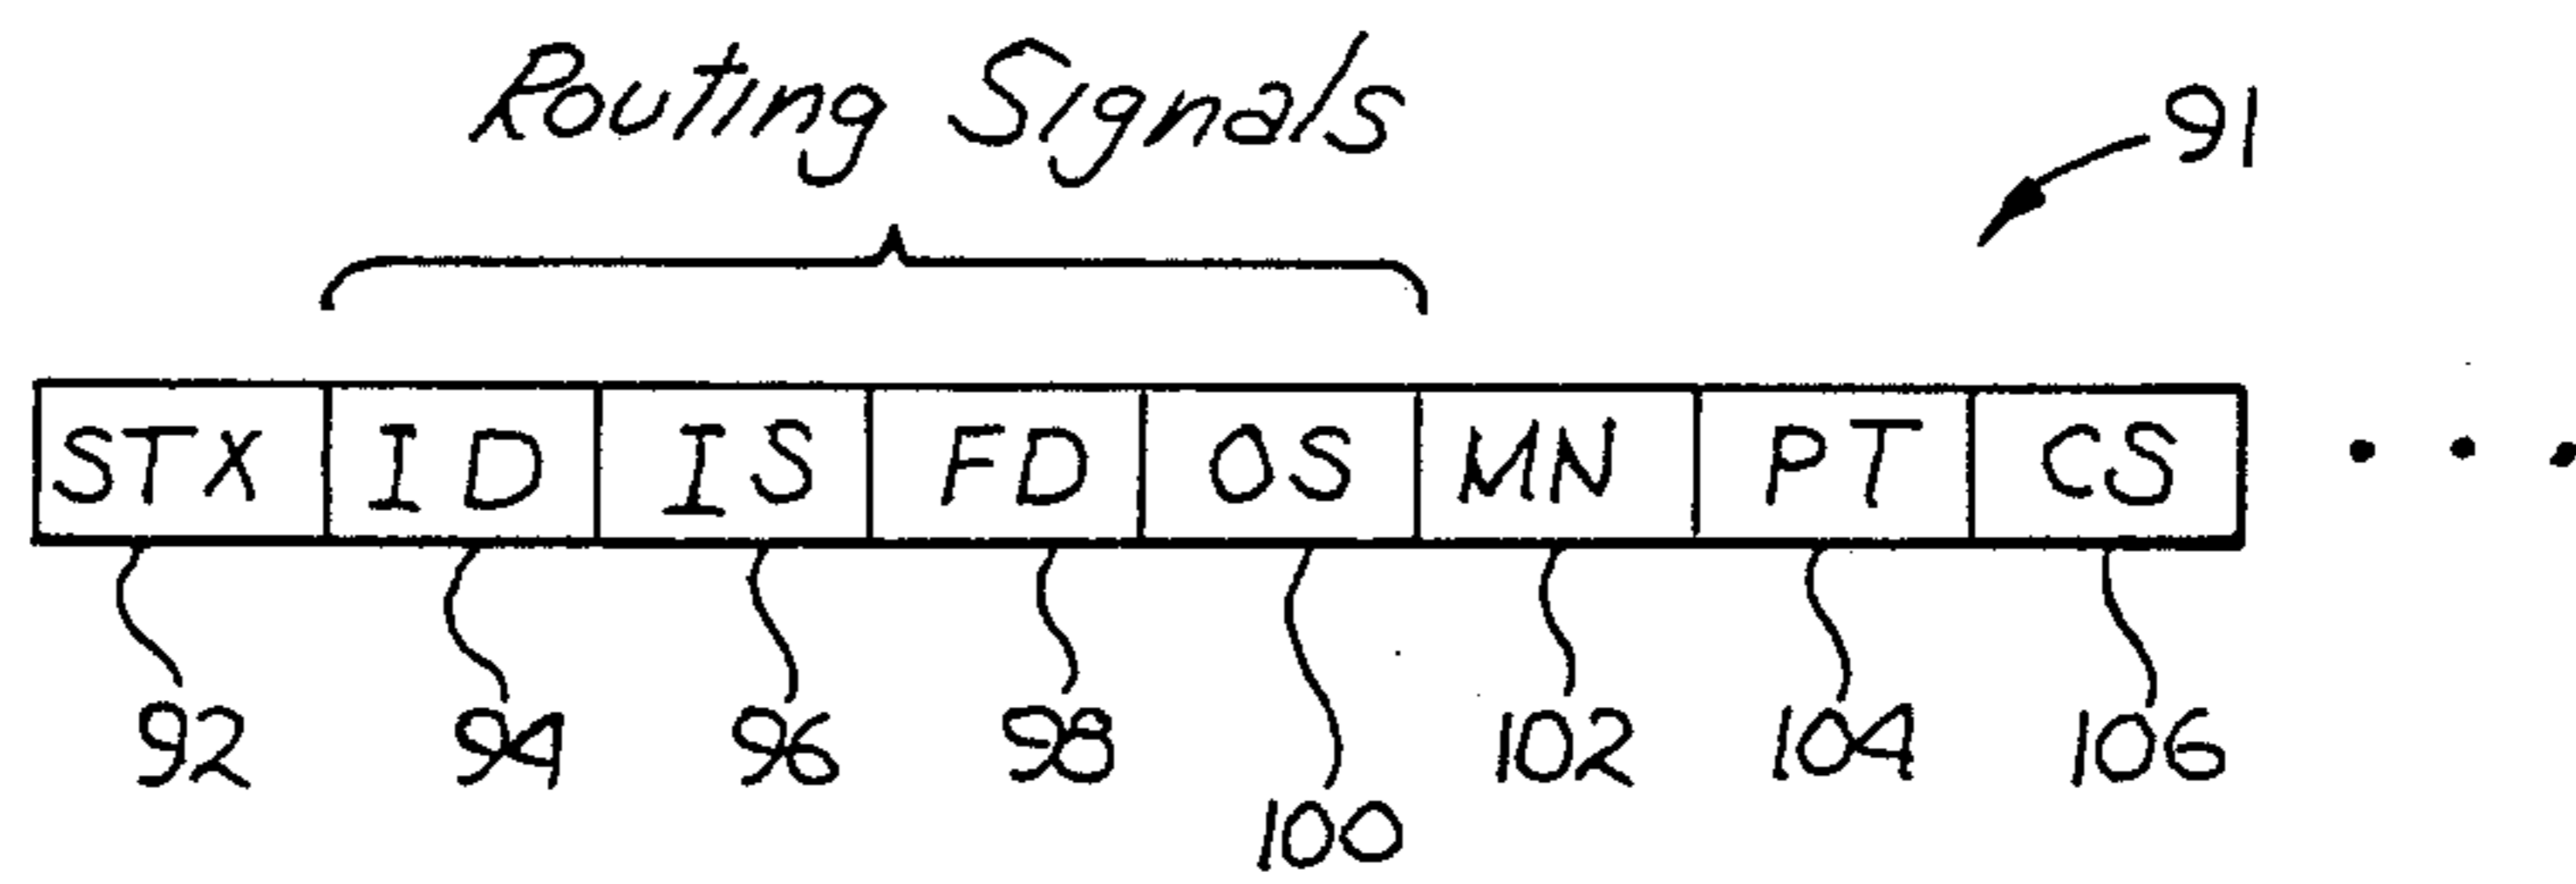 Routing Signals
91
STX ID IS FD OS MN PT CS . . .
92 94 96 98 102 104 106
100